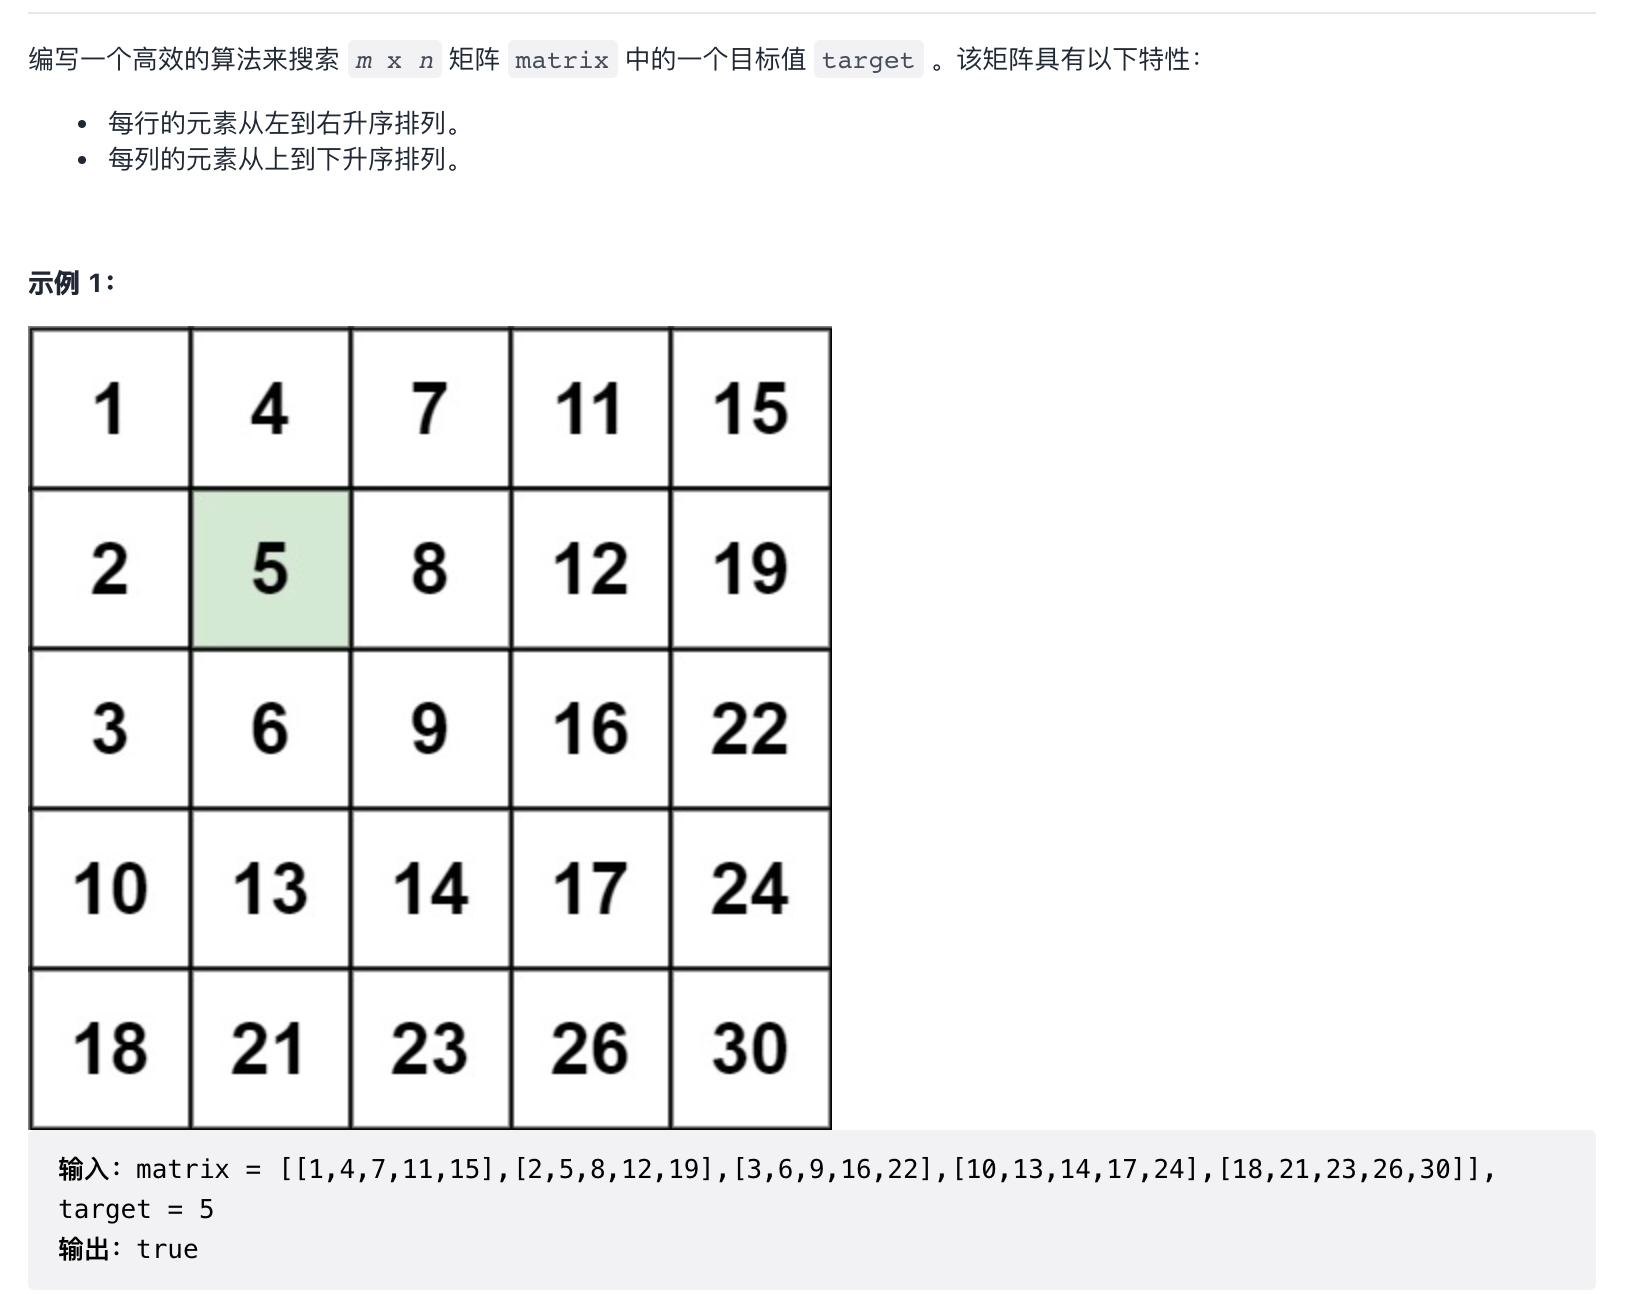 编写一个高效的算法来搜索 m x n 矩阵 matrix 中的一个目标值 target 。该矩阵具有以下特性：
• 每行的元素从左到右升序排列。
• 每列的元素从上到下升序排列。
示例 1：
1 4 7 11 15
2 5 8 12 19
3 6 9 16 22
10 13 14 17 24
18 21 23 26 30
输入：matrix = [[1,4,7,11,15],[2,5,8,12,19],[3,6,9,16,22],[10,13,14,17,24],[18,21,23,26,30]],
target = 5
输出：true